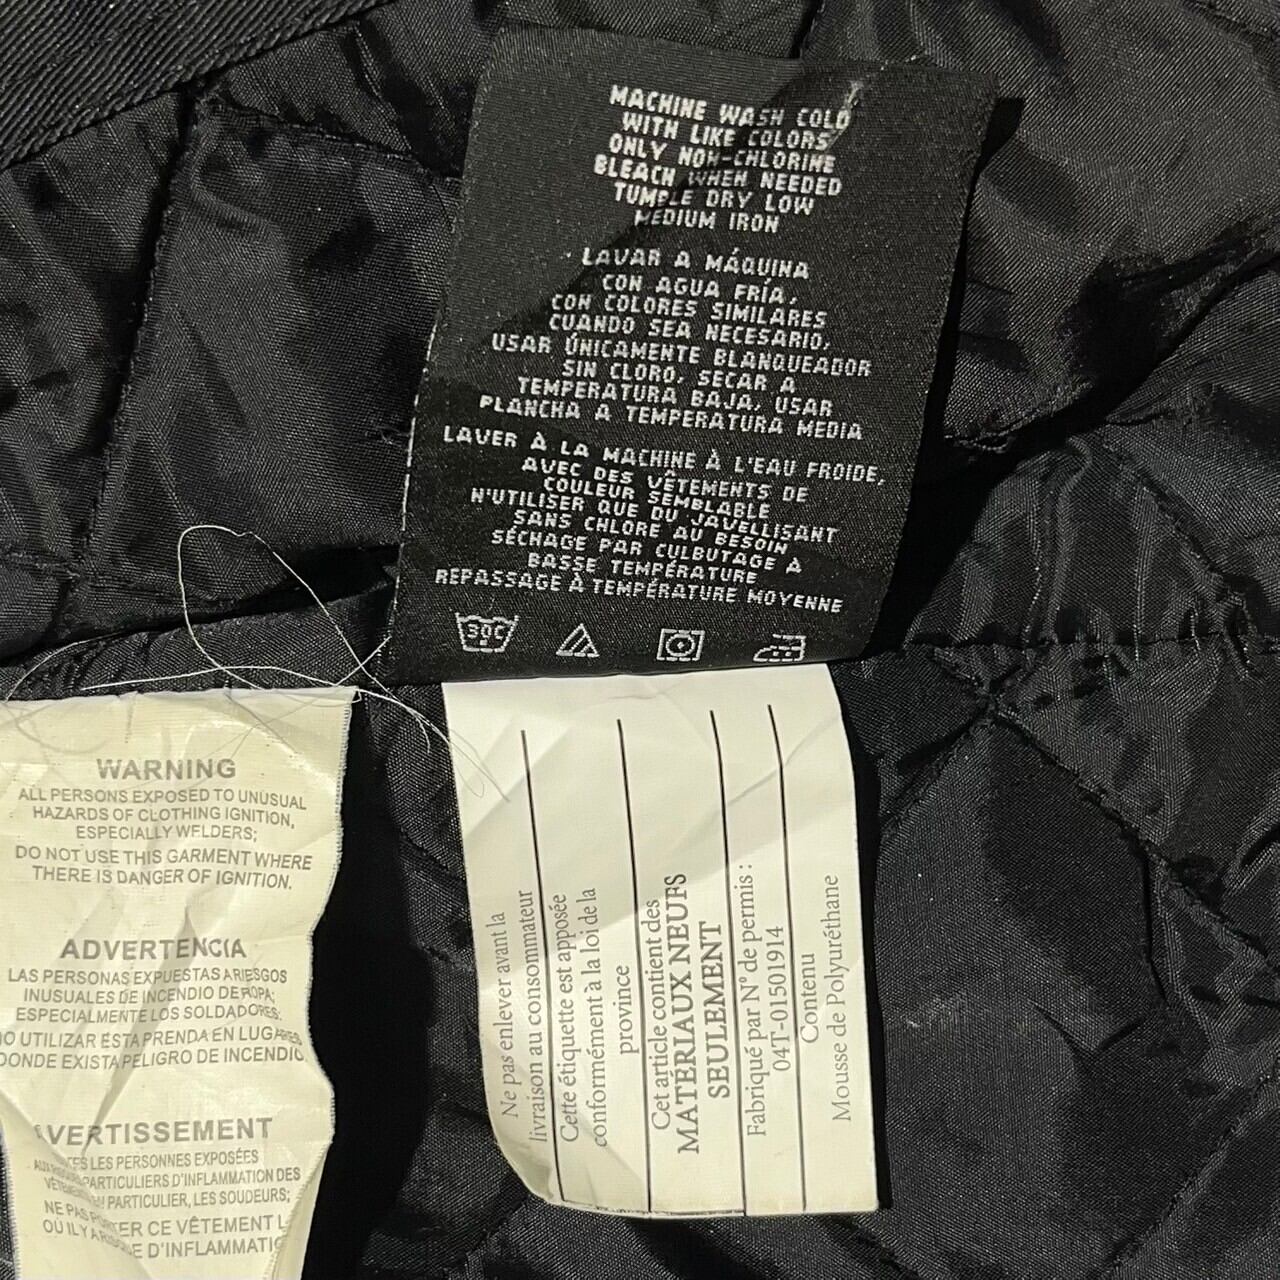 MACHINE WASH COLD
WITH LIKE COLORS
ONLY NON-CHLORINE
BLEACH WHEN NEEDED
TUMBLE DRY LOW
MEDIUM IRON
LAVAR A MÁQUINA
CON AGUA FRÍA,
CON COLORES SIMILARES
CUANDO SEA NECESARIO,
USAR ÚNICAMENTE BLANQUEADOR
SIN CLORO, SECAR A
TEMPERATURA BAJA, USAR
PLANCHA A TEMPERATURA MEDIA
LAVER À LA MACHINE À L'EAU FROIDE,
AVEC DES VÊTEMENTS DE
COULEUR SEMBLABLE
N'UTILISER QUE DU JAVELLISANT
SANS CHLORE AU BESOIN
SÉCHAGE PAR CULBUTAGE À
BASSE TEMPÉRATURE
REPASSAGE À TEMPÉRATURE MOYENNE
30C
WARNING
ALL PERSONS EXPOSED TO UNUSUAL
HAZARDS OF CLOTHING IGNITION,
ESPECIALLY WELDERS;
DO NOT USE THIS GARMENT WHERE
THERE IS DANGER OF IGNITION.
ADVERTENCIA
LAS PERSONAS EXPUESTAS A RIESGOS
INUSUALES DE INCENDIO DE ROPA;
ESPECIALMENTE LOS SOLDADORES.
NO UTILIZAR ESTA PRENDA EN LUGARES
DONDE EXISTA PELIGRO DE INCENDIO.
AVERTISSEMENT
LES PERSONNES EXPOSÉES
PARTICULIERS D'INFLAMMATION DES
PARTICULIER, LES SOUDEURS;
NE PAS PORTER CE VÊTEMENT
OÙ IL Y A RISQUE D'INFLAMMATIO
Ne pas enlever avant la
livraison au consommateur
Cette étiquette est apposée
conformément à la loi de la
province
Cet article contient des
MATÉRIAUX NEUFS
SEULEMENT
Fabriqué par N° de permis :
04T-01501914
Contenu
Mousse de Polyuréthane